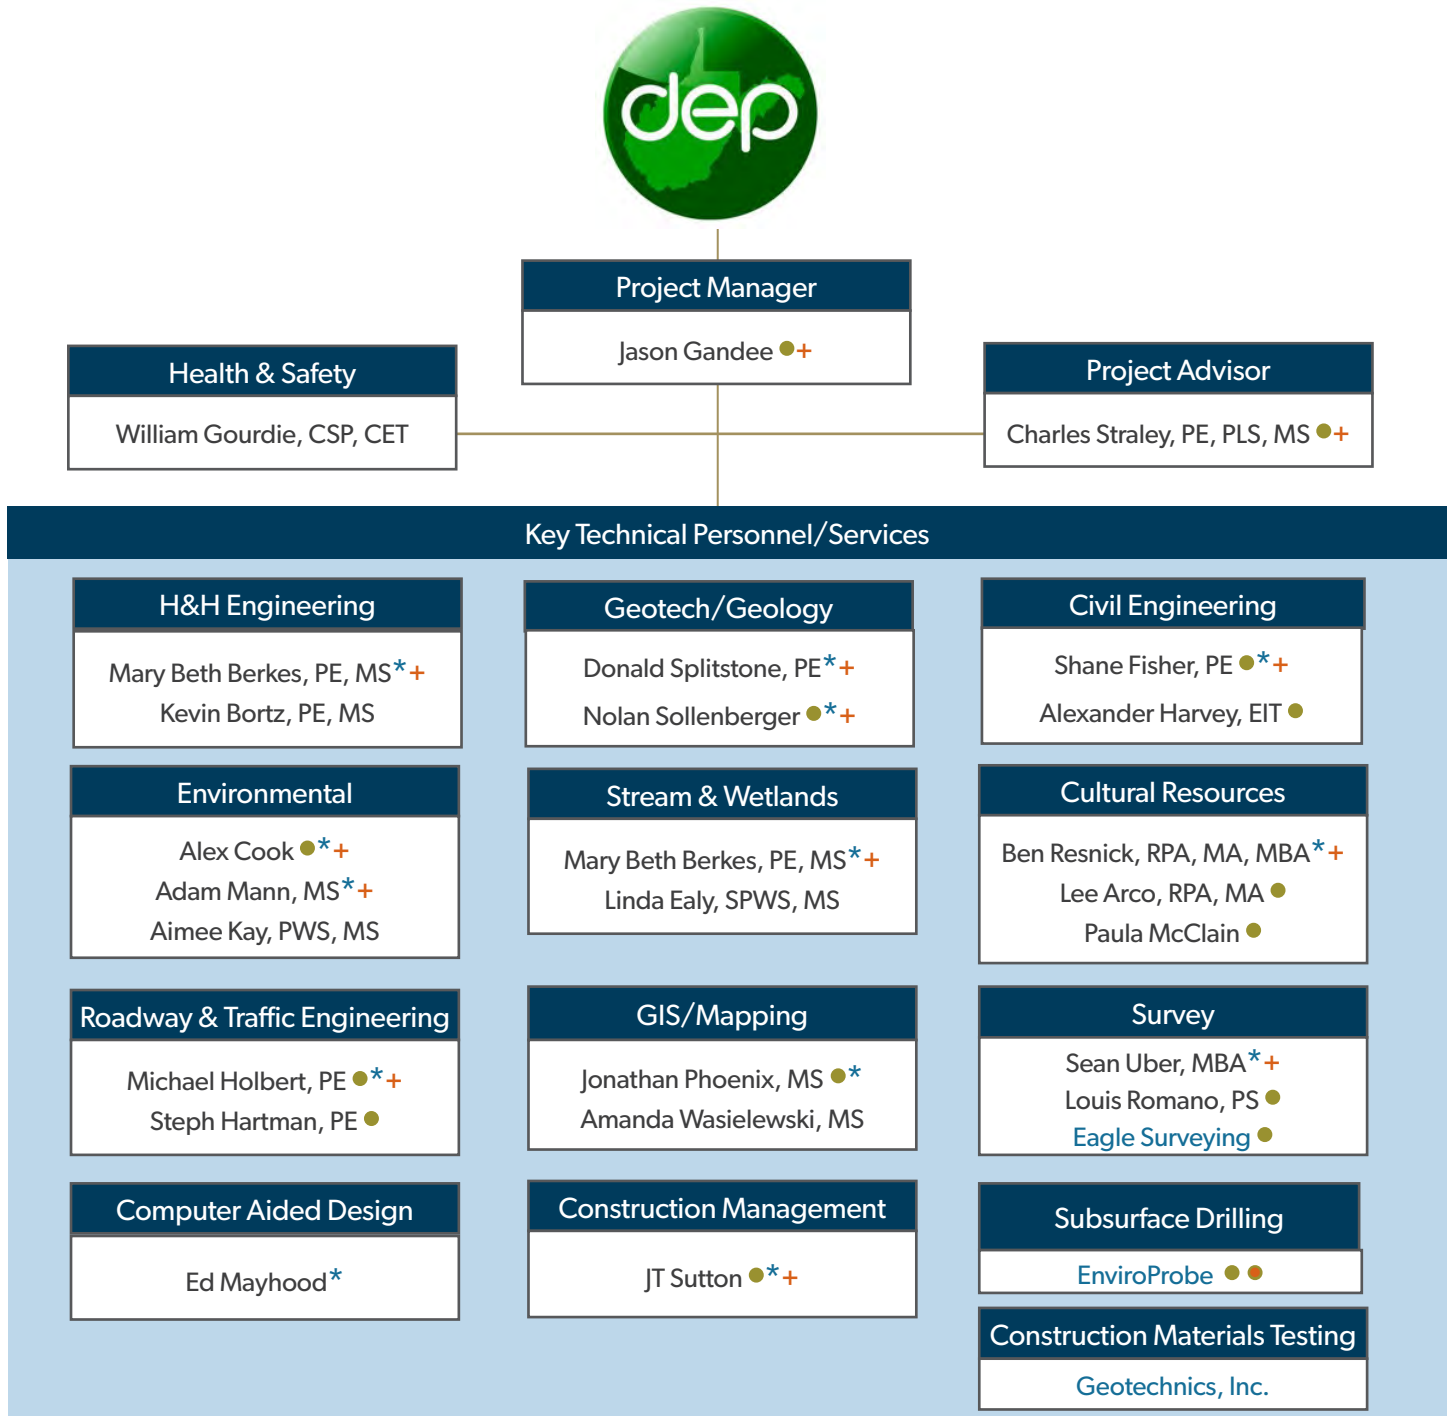 dep
Project Manager
Jason Gandee ●+
Health & Safety
William Gourdie, CSP, CET
Project Advisor
Charles Straley, PE, PLS, MS ●+
Key Technical Personnel/Services
H&H Engineering
Mary Beth Berkes, PE, MS*+
Kevin Bortz, PE, MS
Geotech/Geology
Donald Splitstone, PE*+
Nolan Sollenberger ●*+
Civil Engineering
Shane Fisher, PE ●*+
Alexander Harvey, EIT ●
Environmental
Alex Cook ●*+
Adam Mann, MS*+
Aimee Kay, PWS, MS
Stream & Wetlands
Mary Beth Berkes, PE, MS*+
Linda Ealy, SPWS, MS
Cultural Resources
Ben Resnick, RPA, MA, MBA*+
Lee Arco, RPA, MA ●
Paula McClain ●
Roadway & Traffic Engineering
Michael Holbert, PE ●*+
Steph Hartman, PE ●
GIS/Mapping
Jonathan Phoenix, MS ●*
Amanda Wasielewski, MS
Survey
Sean Uber, MBA*+
Louis Romano, PS ●
Eagle Surveying ●
Computer Aided Design
Ed Mayhood*
Construction Management
JT Sutton ●*+
Subsurface Drilling
EnviroProbe ● ●
Construction Materials Testing
Geotechnics, Inc.